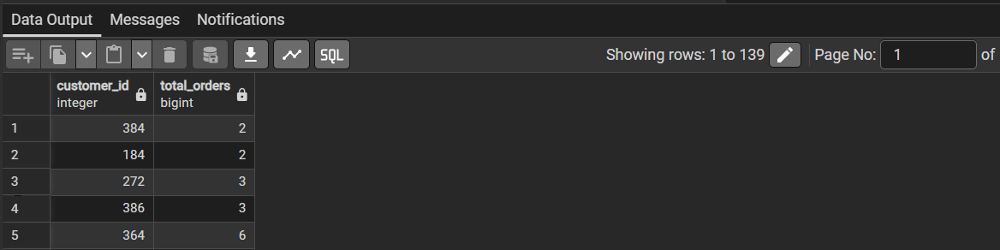 Data Output Messages Notifications
SQL Showing rows: 1 to 139 Page No: 1 of
customer_id total_orders
integer bigint
1 384 2
2 184 2
3 272 3
4 386 3
5 364 6